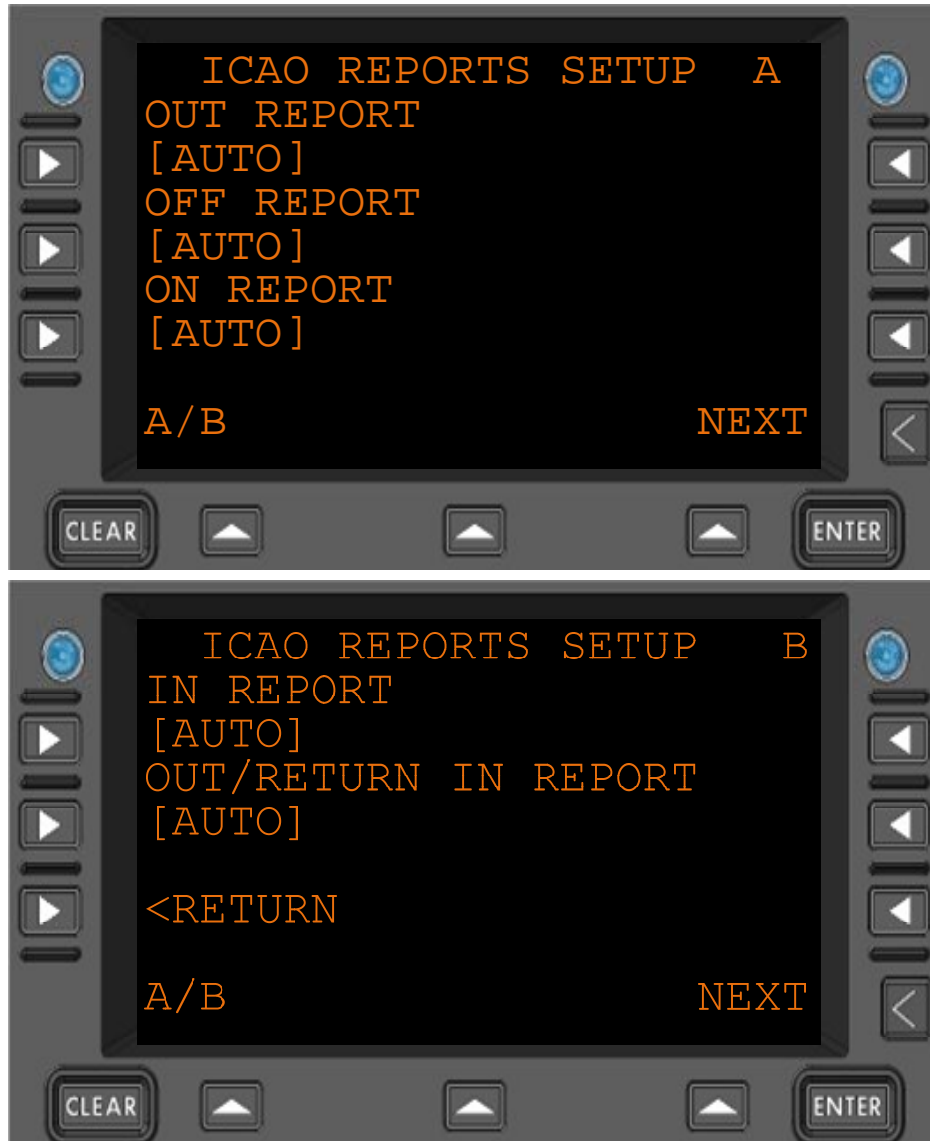 ICAO REPORTS SETUP A
OUT REPORT
[AUTO]
OFF REPORT
[AUTO]
ON REPORT
[AUTO]
A/B NEXT
CLEAR ENTER
ICAO REPORTS SETUP B
IN REPORT
[AUTO]
OUT/RETURN IN REPORT
[AUTO]
<RETURN
A/B NEXT
CLEAR ENTER